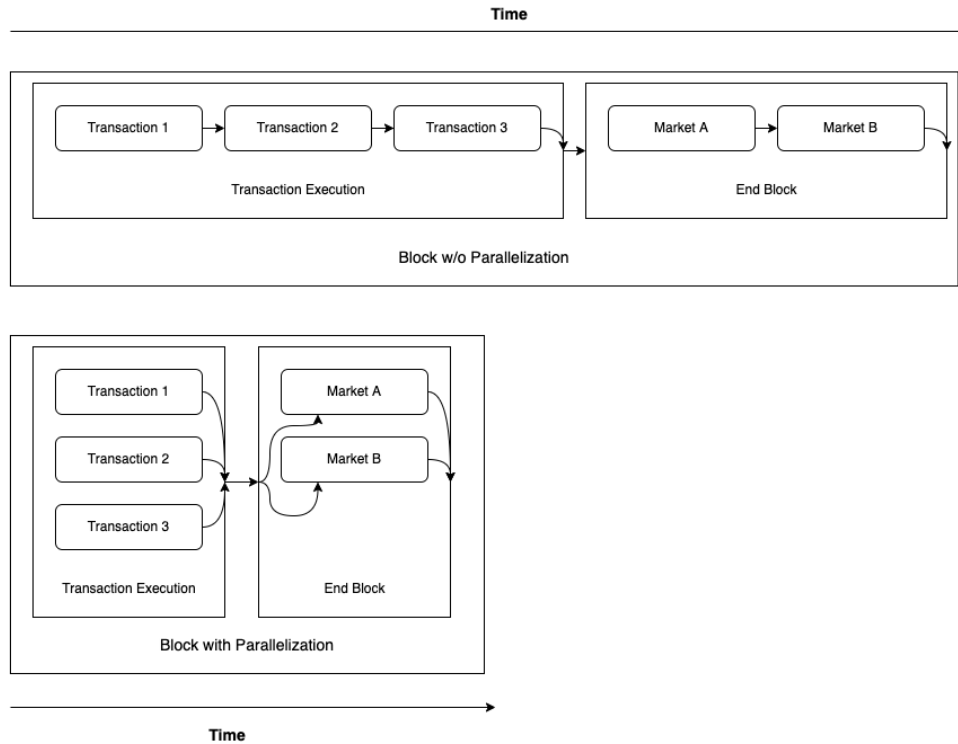 Time
Transaction 1
Transaction 2
Transaction 3
Market A
Market B
Transaction Execution
End Block
Block w/o Parallelization
Transaction 1
Market A
Transaction 2
Market B
Transaction 3
Transaction Execution
End Block
Block with Parallelization
Time